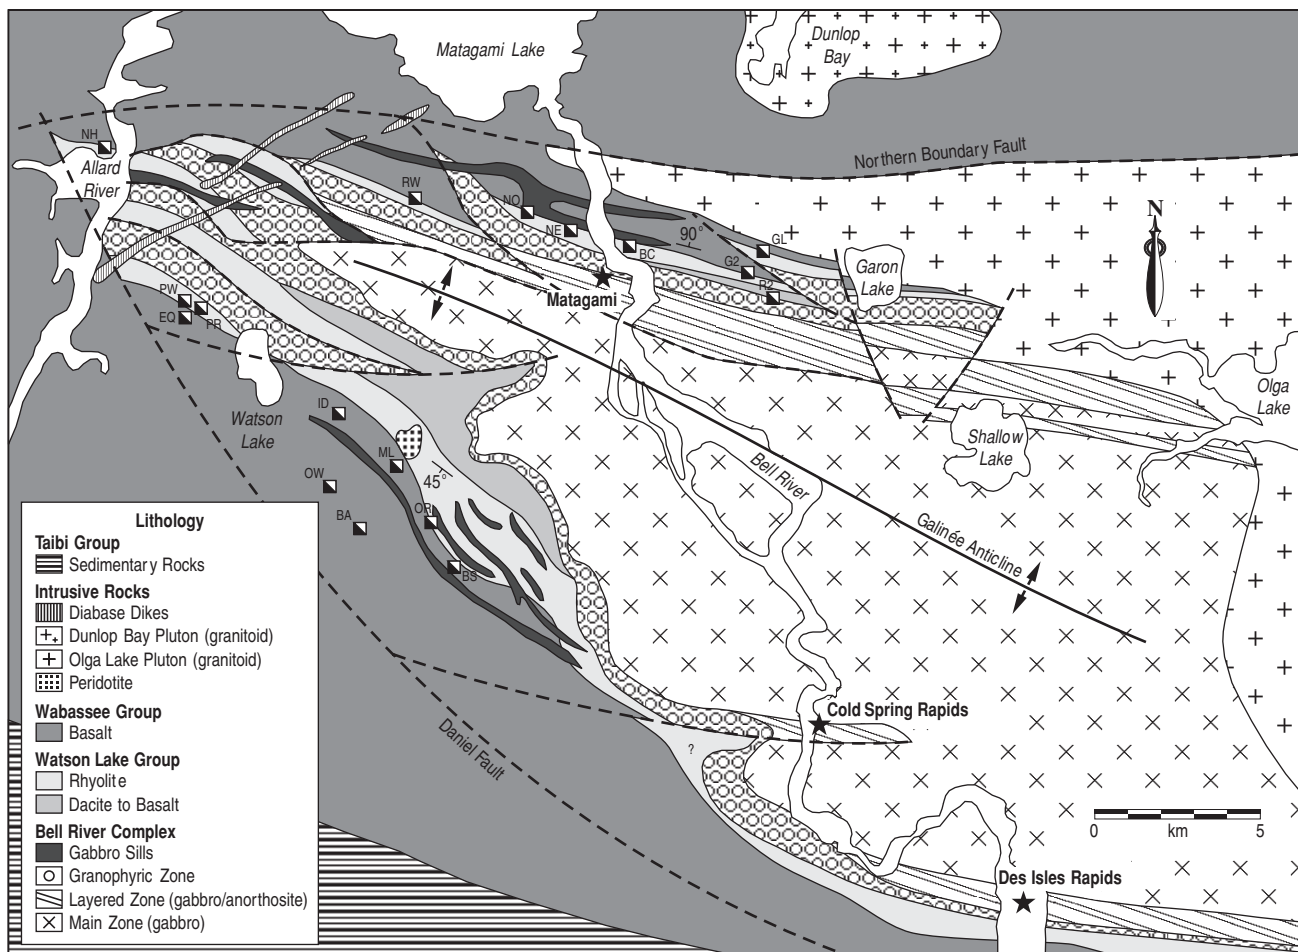 Matagami Lake
Dunlop
Bay
NH
Allard
River
Northern Boundary Fault
RW
NO
NE
BC
90°
GL
G2
R2
N
Garon
Lake
Matagami
PW
EQ
PR
Olga
Lake
Watson
Lake
ID
ML
45°
OW
BA
OR
BS
Shallow
Lake
Bell River
Galinée Anticline
Cold Spring Rapids
Daniel Fault
?
0 km 5
Des Isles Rapids
Lithology
Taibi Group
Sedimentary Rocks
Intrusive Rocks
Diabase Dikes
Dunlop Bay Pluton (granitoid)
Olga Lake Pluton (granitoid)
Peridotite
Wabassee Group
Basalt
Watson Lake Group
Rhyolite
Dacite to Basalt
Bell River Complex
Gabbro Sills
Granophyric Zone
Layered Zone (gabbro/anorthosite)
Main Zone (gabbro)